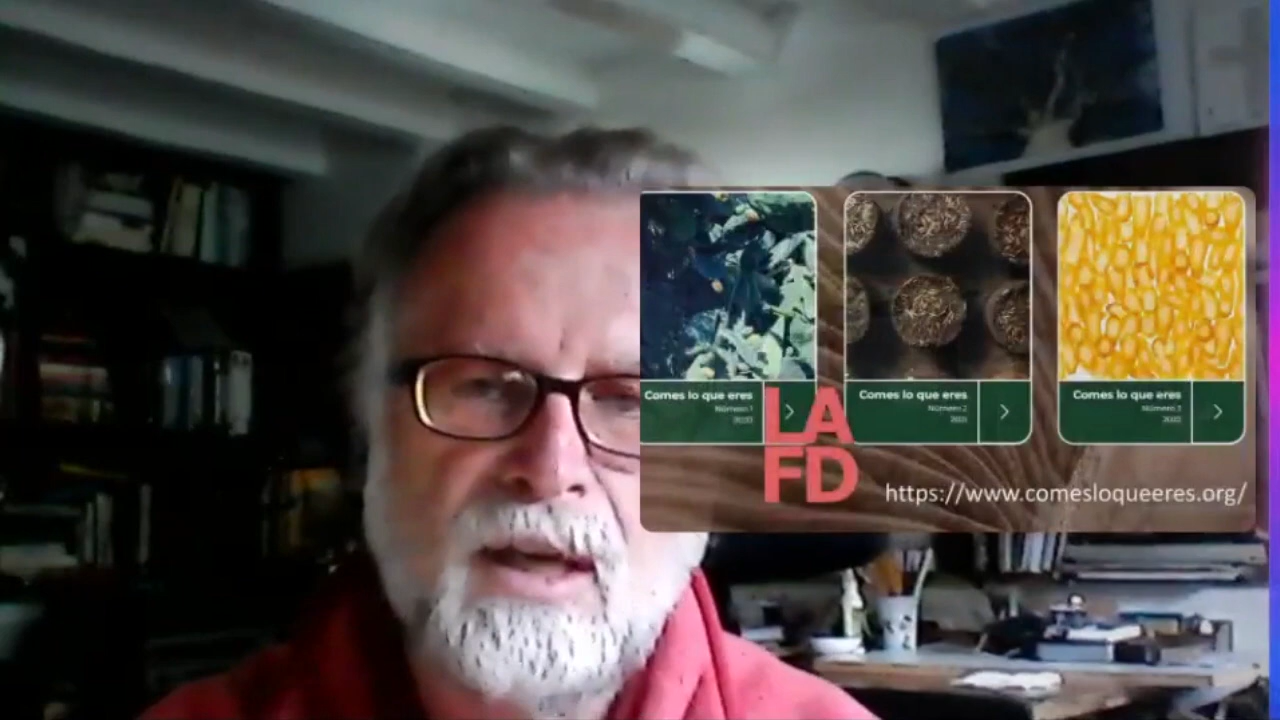 Comes lo que eres
Número 1
2020
Comes lo que eres
Número 2
2021
Comes lo que eres
Número 3
LA
FD
https://www.comesloqueeres.org/